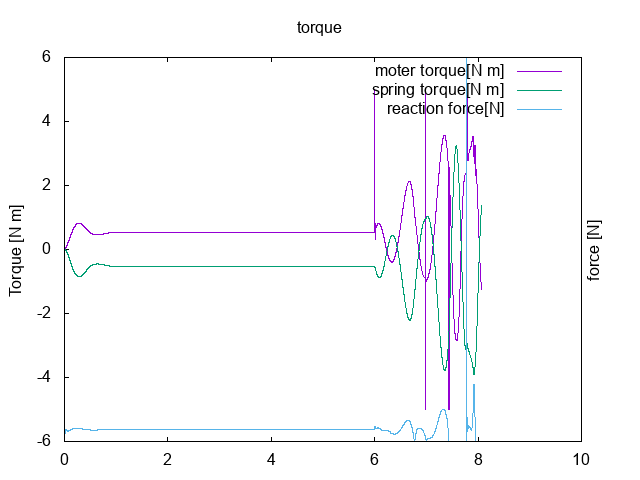 torque
moter torque[N m]
spring torque[N m]
reaction force[N]
Torque [N m]
force [N]
6
4
2
0
-2
-4
-6
0 2 4 6 8 10